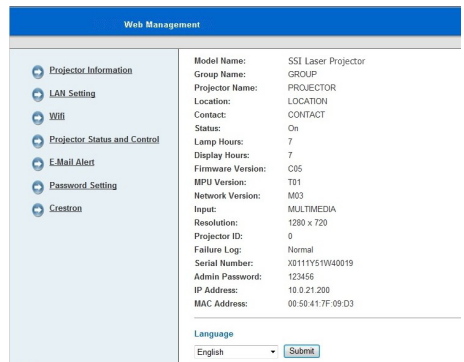 Web Management
Projector Information
LAN Setting
Wifi
Projector Status and Control
E-Mail Alert
Password Setting
Crestron
Model Name: SSI Laser Projector
Group Name: GROUP
Projector Name: PROJECTOR
Location: LOCATION
Contact: CONTACT
Status: On
Lamp Hours: 7
Display Hours: 7
Firmware Version: C05
MPU Version: T01
Network Version: M03
Input: MULTIMEDIA
Resolution: 1280 x 720
Projector ID: 0
Failure Log: Normal
Serial Number: X0111Y51W40019
Admin Password: 123456
IP Address: 10.0.21.200
MAC Address: 00:50:41:7F:09:D3
Language
English Submit